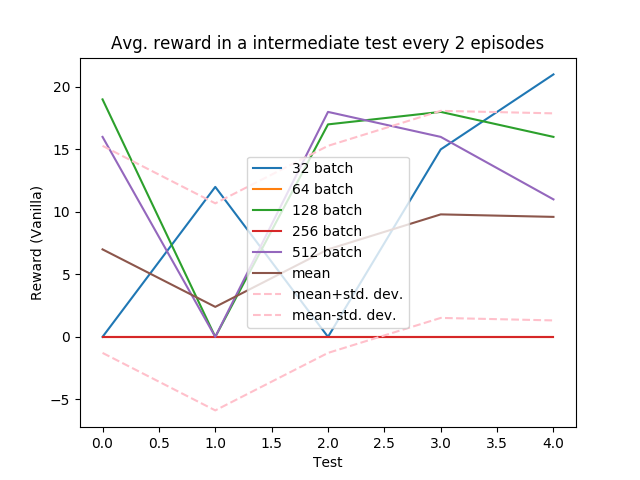 Avg. reward in a intermediate test every 2 episodes
Reward (Vanilla)
20
15
10
5
0
−5
32 batch
64 batch
128 batch
256 batch
512 batch
mean
mean+std. dev.
mean-std. dev.
0.0 0.5 1.0 1.5 2.0 2.5 3.0 3.5 4.0
Test